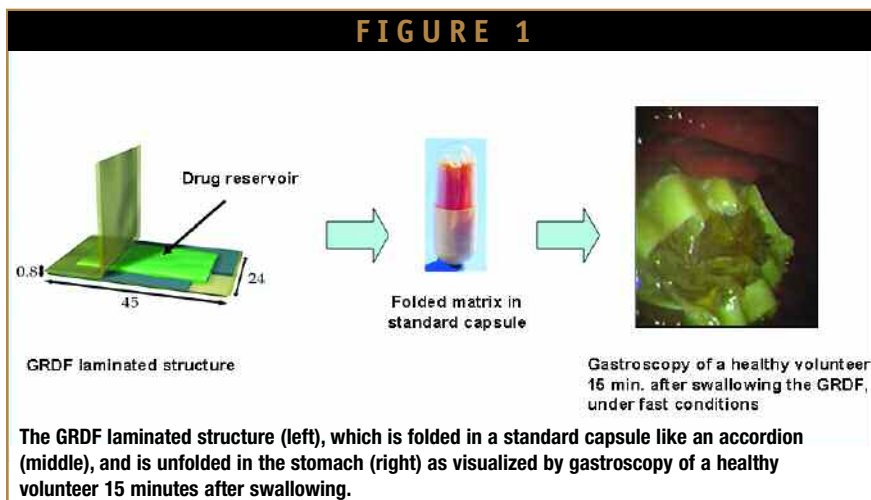 FIGURE 1
Drug reservoir
0.8
24
45
GRDF laminated structure
Folded matrix in
standard capsule
Gastroscopy of a healthy volunteer
15 min. after swallowing the GRDF,
under fast conditions
The GRDF laminated structure (left), which is folded in a standard capsule like an accordion
(middle), and is unfolded in the stomach (right) as visualized by gastroscopy of a healthy
volunteer 15 minutes after swallowing.